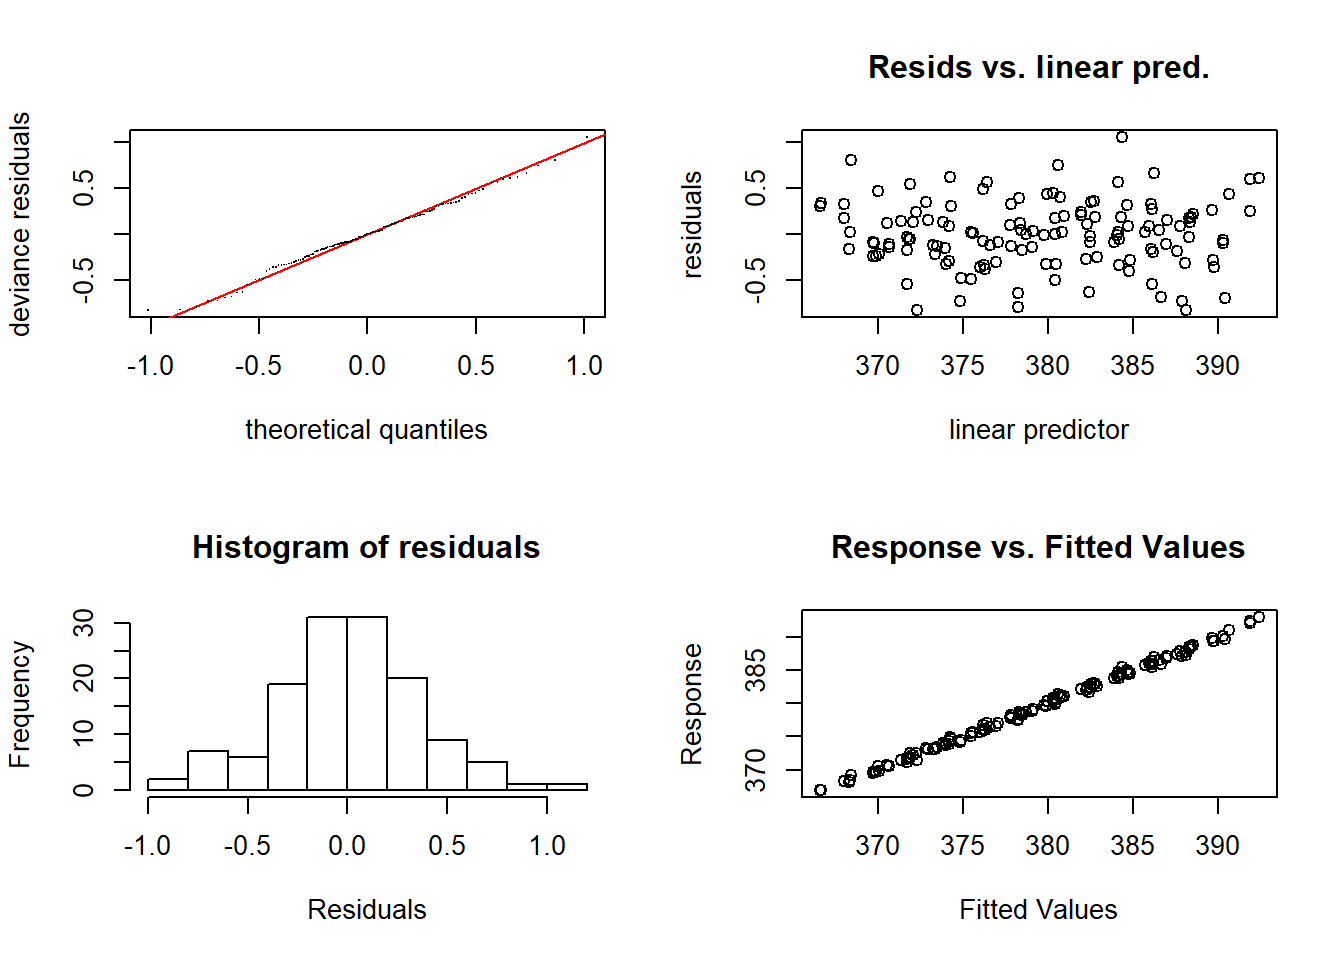 deviance residuals
0.5
-0.5
-1.0 -0.5 0.0 0.5 1.0
theoretical quantiles
Resids vs. linear pred.
residuals
0.5
-0.5
370 375 380 385 390
linear predictor
Histogram of residuals
Frequency
30
20
10
0
-1.0 -0.5 0.0 0.5 1.0
Residuals
Response vs. Fitted Values
Response
385
370
370 375 380 385 390
Fitted Values